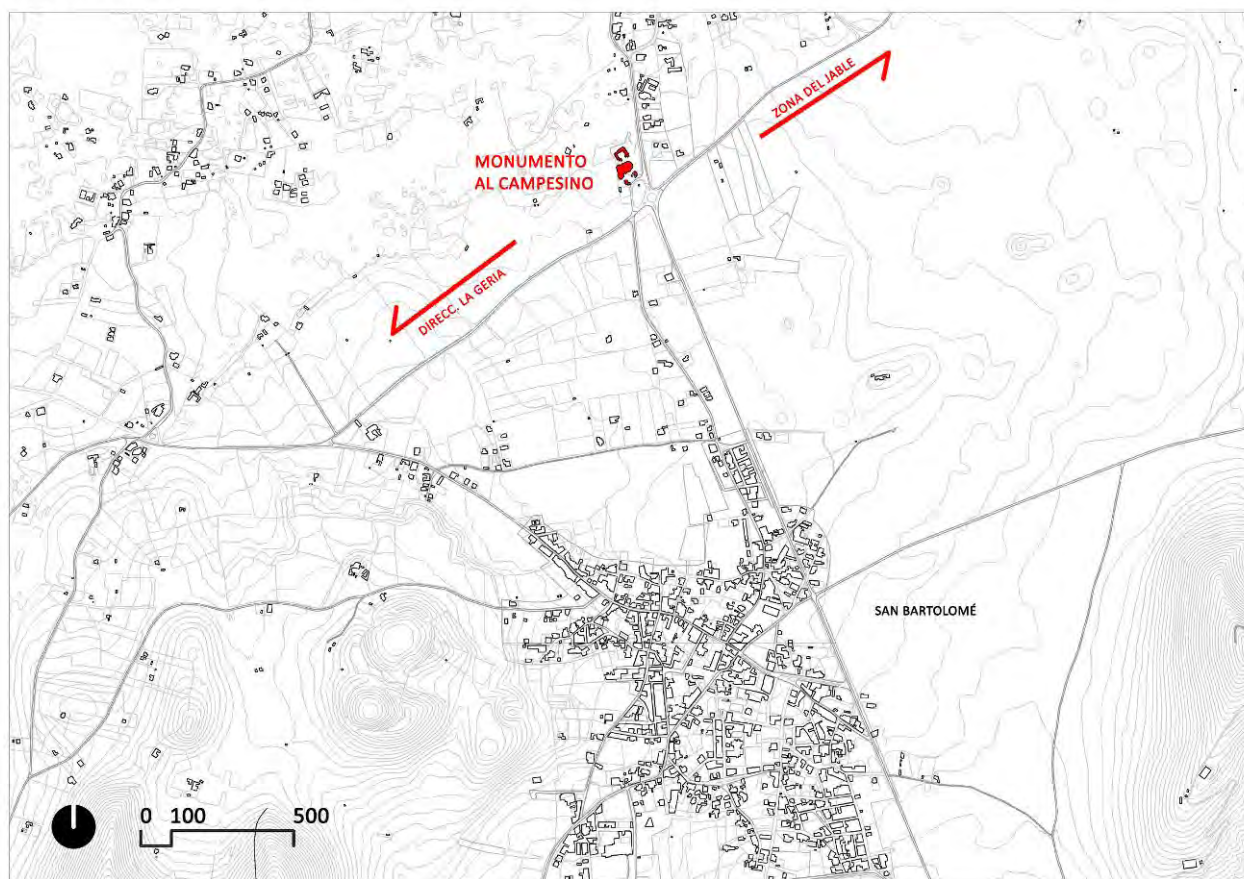 ZONA DEL JABLE
MONUMENTO
AL CAMPESINO
DIRECC. LA GERIA
SAN BARTOLOMÉ
0 100 500